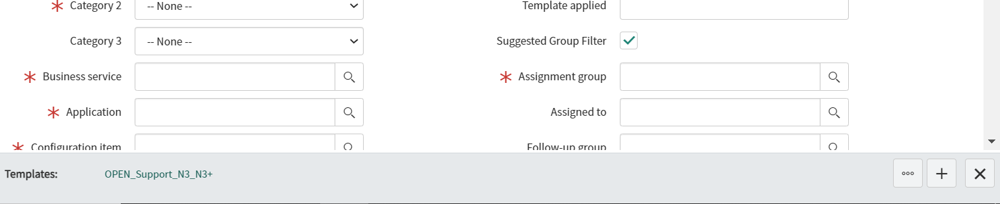 Category 2 -- None -- Template applied
Category 3 -- None -- Suggested Group Filter
Business service Assignment group
Application Assigned to
Configuration item Follow-up group
Templates: OPEN_Support_N3_N3+